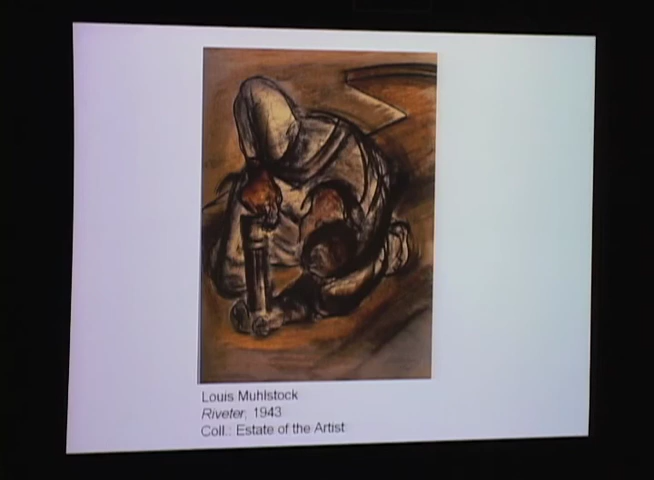 Louis Muhlstock
Riveter, 1943
Coll.: Estate of the Artist